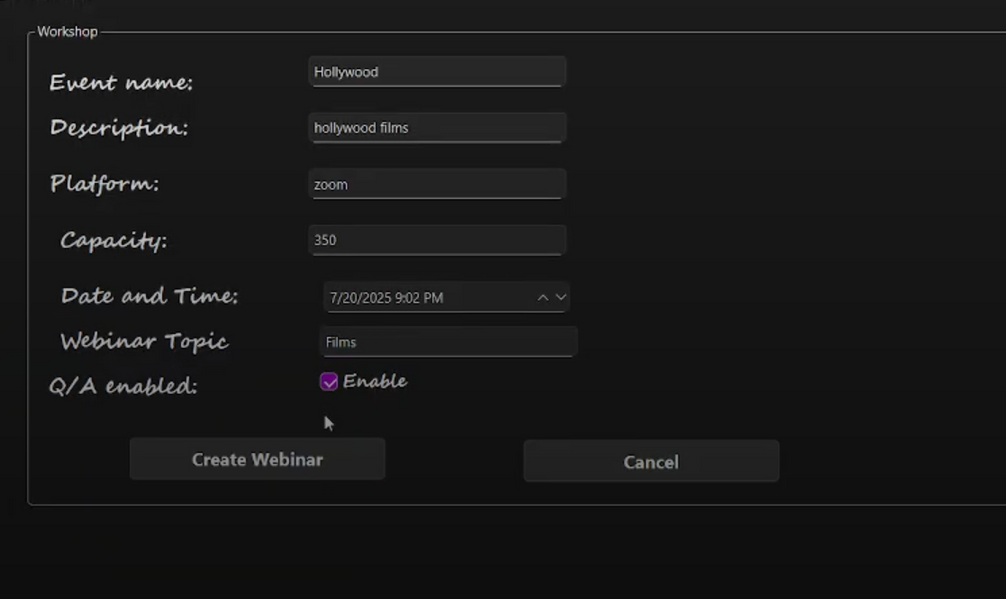 Workshop
Event name: Hollywood
Description: hollywood films
Platform: zoom
Capacity: 350
Date and Time: 7/20/2025 9:02 PM
Webinar Topic Films
Q/A enabled: Enable
Create Webinar Cancel